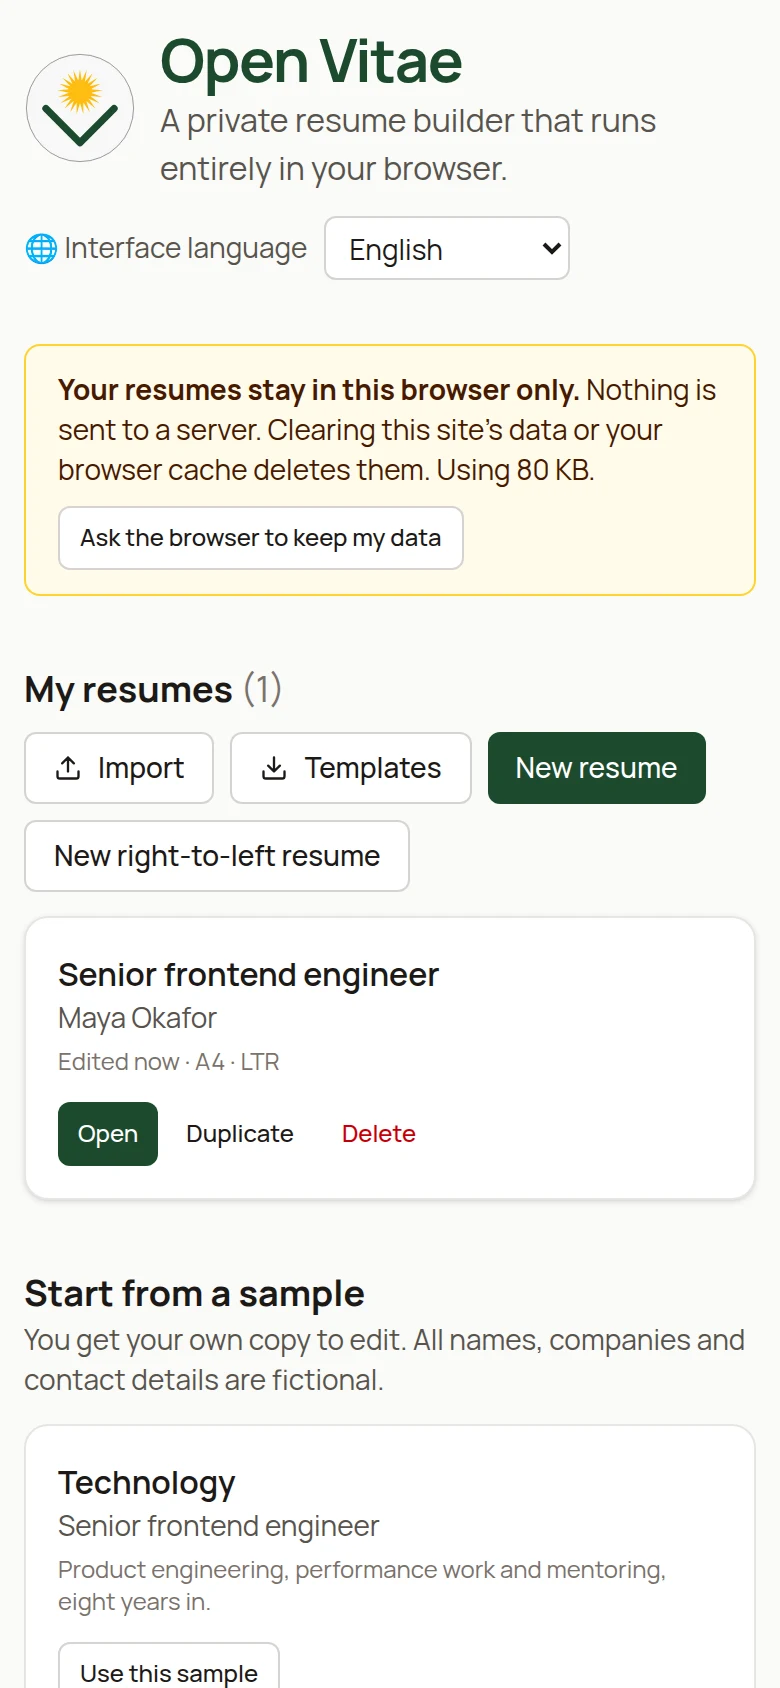 Open Vitae
A private resume builder that runs
entirely in your browser.
Interface language
English
Your resumes stay in this browser only. Nothing is
sent to a server. Clearing this site's data or your
browser cache deletes them. Using 80 KB.
Ask the browser to keep my data
My resumes (1)
Import
Templates
New resume
New right-to-left resume
Senior frontend engineer
Maya Okafor
Edited now · A4 · LTR
Open
Duplicate
Delete
Start from a sample
You get your own copy to edit. All names, companies and
contact details are fictional.
Technology
Senior frontend engineer
Product engineering, performance work and mentoring,
eight years in.
Use this sample